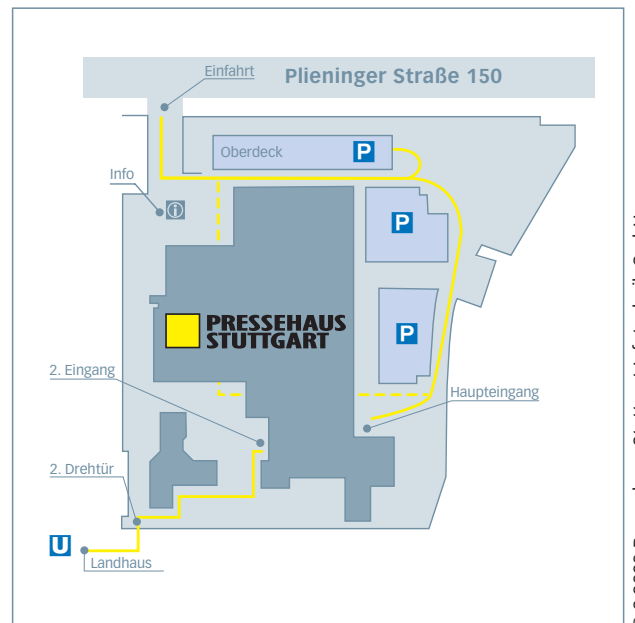 Einfahrt
Plieninger Straße 150
Oberdeck
P
Info
i
P
PRESSEHAUS
STUTTGART
P
2. Eingang
Haupteingang
2. Drehtür
U
Landhaus